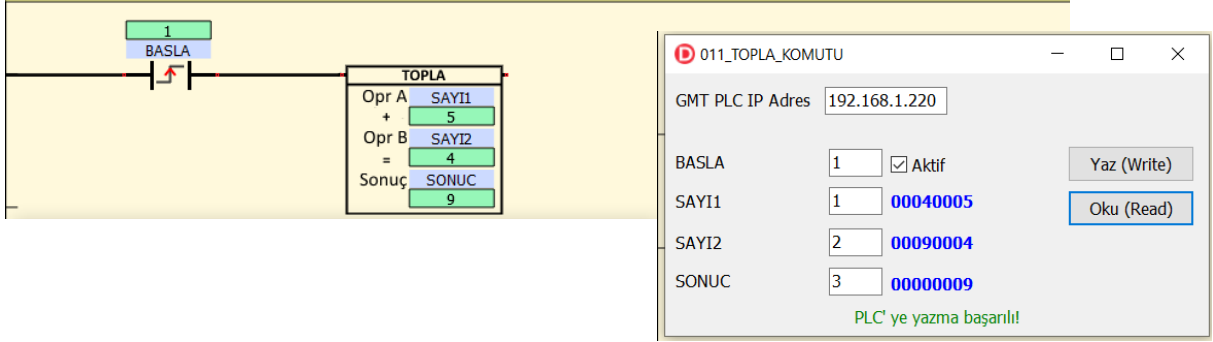 1
BASLA
TOPLA
Opr A SAYI1
+ 5
Opr B SAYI2
= 4
Sonuç SONUC
9
011_TOPLA_KOMUTU
GMT PLC IP Adres 192.168.1.220
BASLA 1 Aktif Yaz (Write)
SAYI1 1 00040005 Oku (Read)
SAYI2 2 00090004
SONUC 3 00000009
PLC' ye yazma başarılı!